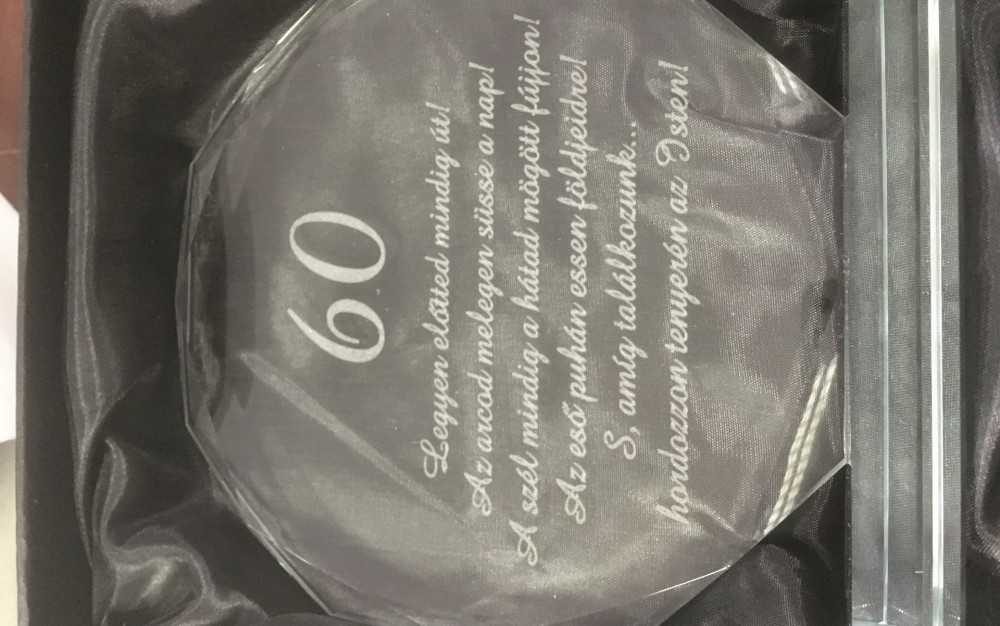 60
Legyen előtted mindig út!
Az arcod melegen süsse a nap!
A szél mindig a hátad mögött fújjon!
Az eső puhán essen földjeidre!
S, amíg találkozunk...
hordozzon tenyerén az Isten!